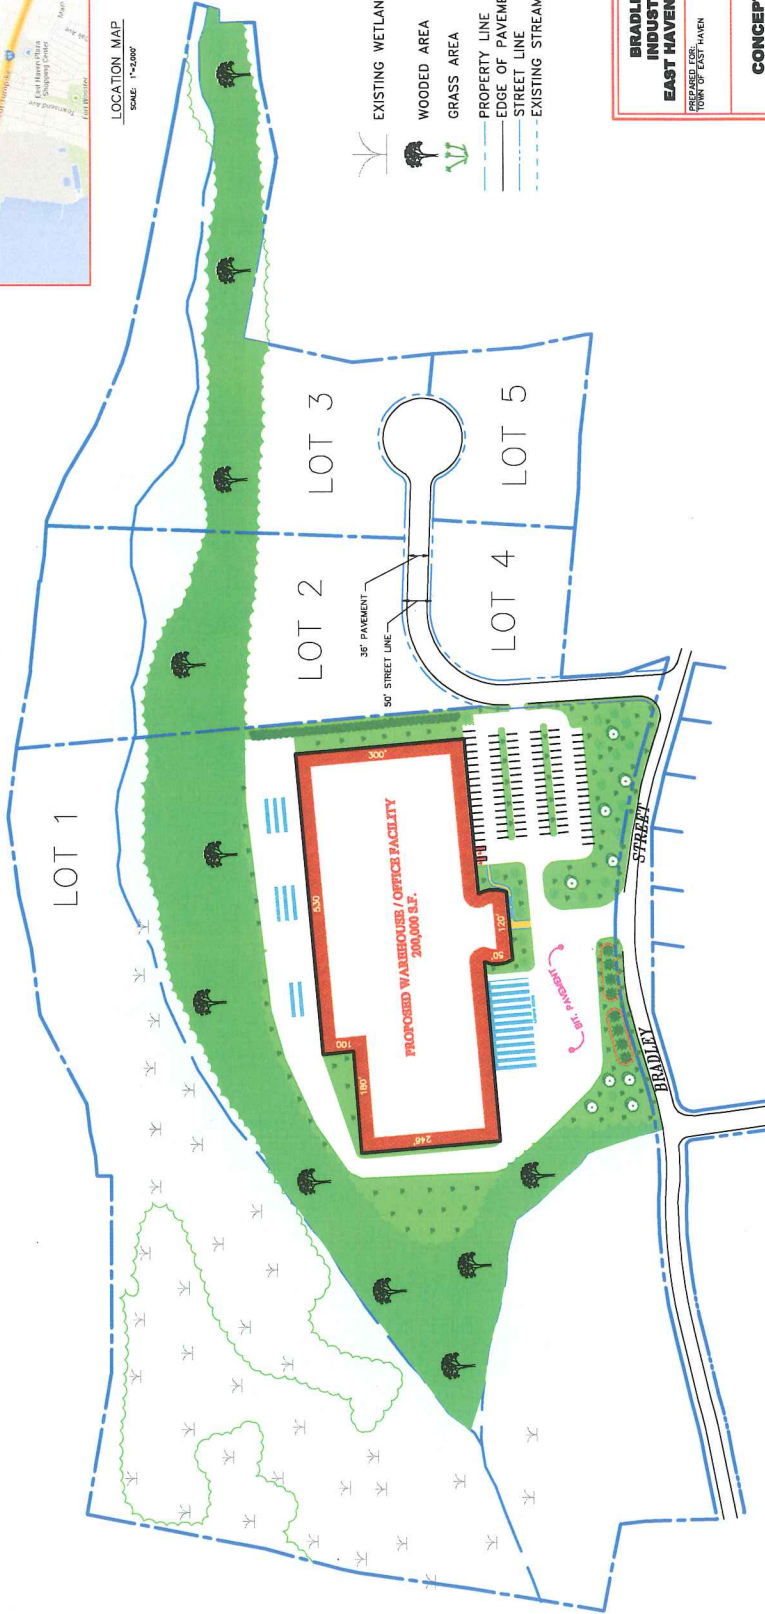 LOCATION MAP
SCALE: 1"=2,000'
East Haven Plaza
Shopping Center
Townsend Ave
EXISTING WETLAN
WOODED AREA
GRASS AREA
PROPERTY LINE
EDGE OF PAVEME
STREET LINE
EXISTING STREAM
BRADLE
INDUST
EAST HAVEN
PREPARED FOR:
TOWN OF EAST HAVEN
CONCEP
LOT 1
LOT 2
LOT 3
LOT 4
LOT 5
36' PAVEMENT
50' STREET LINE
PROPOSED WAREHOUSE / OFFICE FACILITY
200,000 S.F.
300'
530
100
180'
246'
50'
120'
BIT. PAVEMENT
BRADLEY
STREET